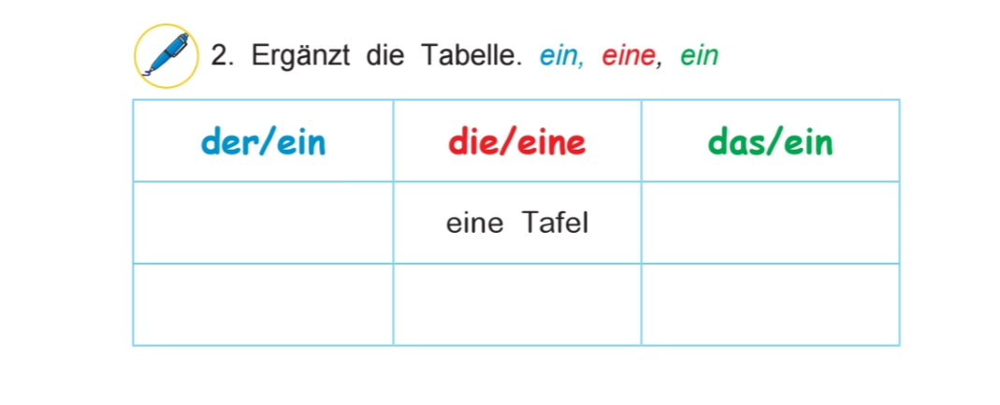 2. Ergänzt die Tabelle. ein, eine, ein
der/ein die/eine das/ein
eine Tafel